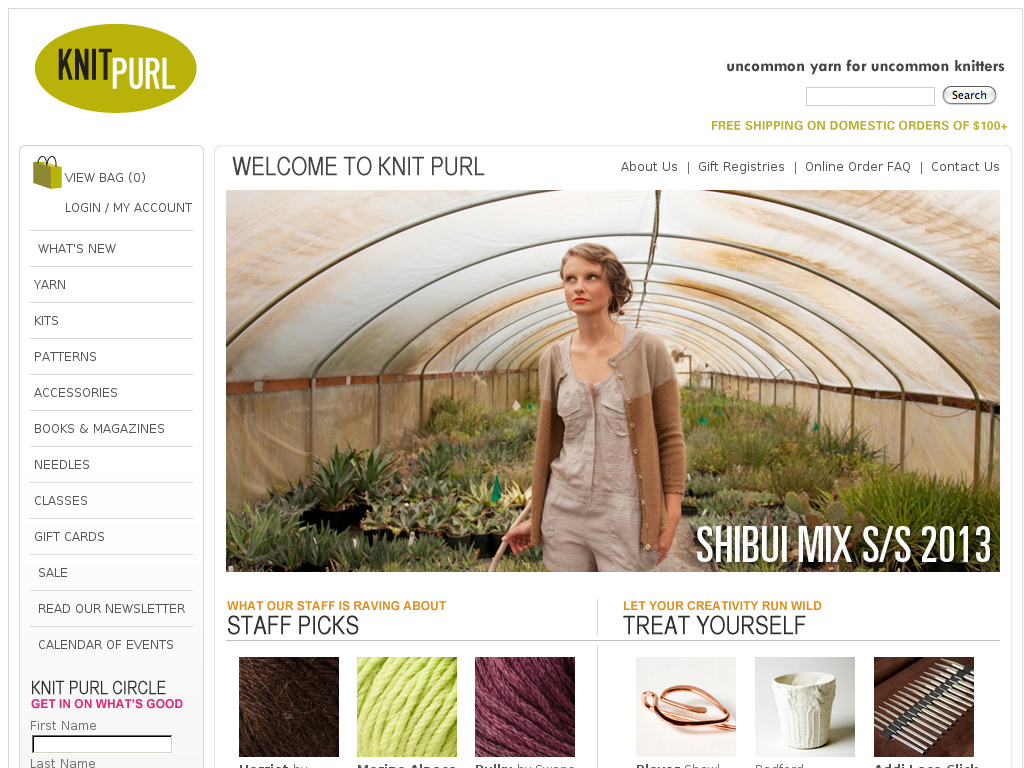 KNIT PURL
uncommon yarn for uncommon knitters
Search
FREE SHIPPING ON DOMESTIC ORDERS OF $100+
VIEW BAG (0)
LOGIN / MY ACCOUNT
WHAT'S NEW
YARN
KITS
PATTERNS
ACCESSORIES
BOOKS & MAGAZINES
NEEDLES
CLASSES
GIFT CARDS
SALE
READ OUR NEWSLETTER
CALENDAR OF EVENTS
KNIT PURL CIRCLE
GET IN ON WHAT'S GOOD
First Name
Last Name
WELCOME TO KNIT PURL
About Us | Gift Registries | Online Order FAQ | Contact Us
SHIBUI MIX S/S 2013
WHAT OUR STAFF IS RAVING ABOUT
STAFF PICKS
LET YOUR CREATIVITY RUN WILD
TREAT YOURSELF